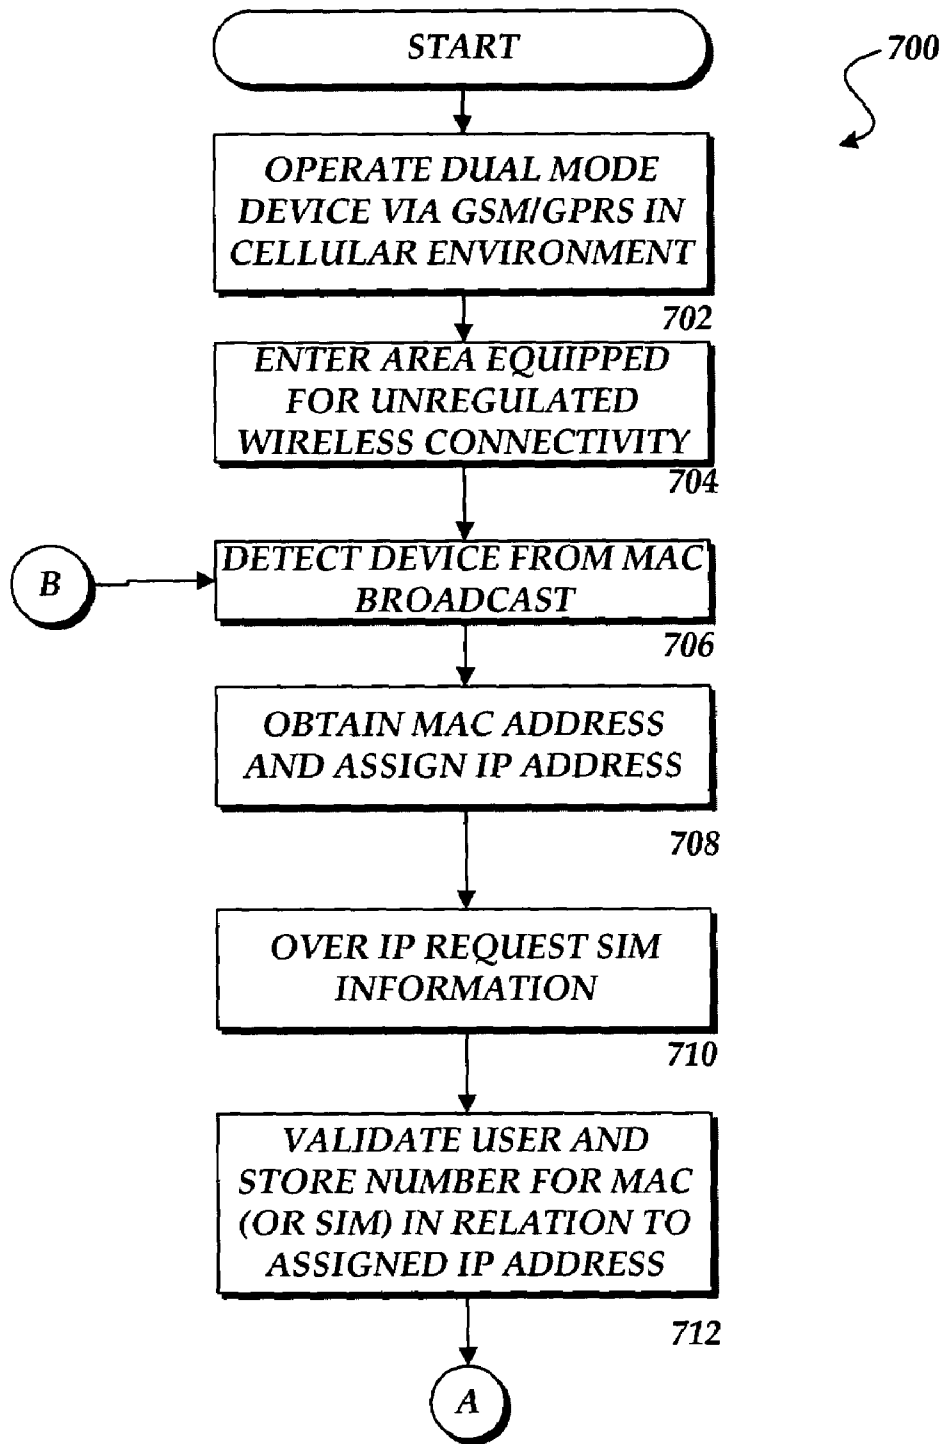 START
700
OPERATE DUAL MODE
DEVICE VIA GSM/GPRS IN
CELLULAR ENVIRONMENT
702
ENTER AREA EQUIPPED
FOR UNREGULATED
WIRELESS CONNECTIVITY
704
B
DETECT DEVICE FROM MAC
BROADCAST
706
OBTAIN MAC ADDRESS
AND ASSIGN IP ADDRESS
708
OVER IP REQUEST SIM
INFORMATION
710
VALIDATE USER AND
STORE NUMBER FOR MAC
(OR SIM) IN RELATION TO
ASSIGNED IP ADDRESS
712
A